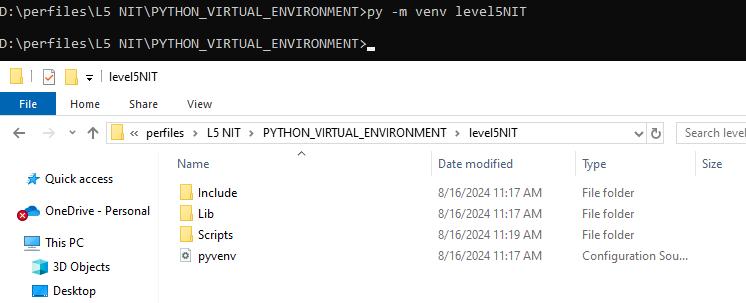 D:\perfiles\L5 NIT\PYTHON_VIRTUAL_ENVIRONMENT>py -m venv level5NIT
D:\perfiles\L5 NIT\PYTHON_VIRTUAL_ENVIRONMENT>
level5NIT
File Home Share View
« perfiles > L5 NIT > PYTHON_VIRTUAL_ENVIRONMENT > level5NIT Search level
Name Date modified Type Size
Quick access
OneDrive - Personal
This PC
3D Objects
Desktop
Include 8/16/2024 11:17 AM File folder
Lib 8/16/2024 11:17 AM File folder
Scripts 8/16/2024 11:19 AM File folder
pyvenv 8/16/2024 11:17 AM Configuration Sou...